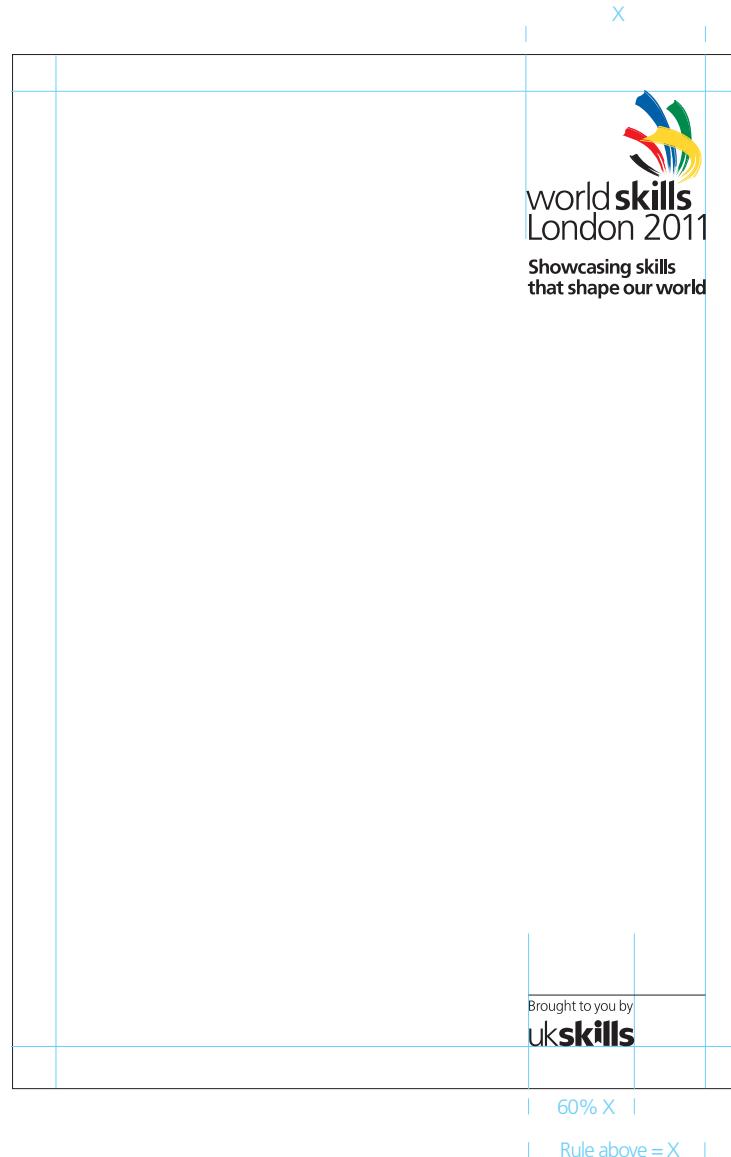 X
worldskills
London 2011
Showcasing skills
that shape our world
Brought to you by
ukskills
60% X
Rule above = X